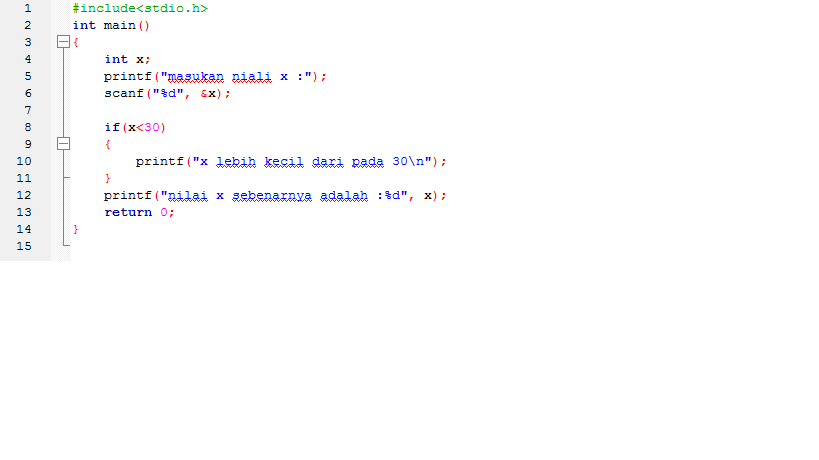 1 #include<stdio.h>
2 int main()
3 {
4     int x;
5     printf("masukan niali x :");
6     scanf("%d", &x);
7
8     if(x<30)
9     {
10         printf("x lebih kecil dari pada 30\n");
11     }
12     printf("nilai x sebenarnya adalah :%d", x);
13     return 0;
14 }
15